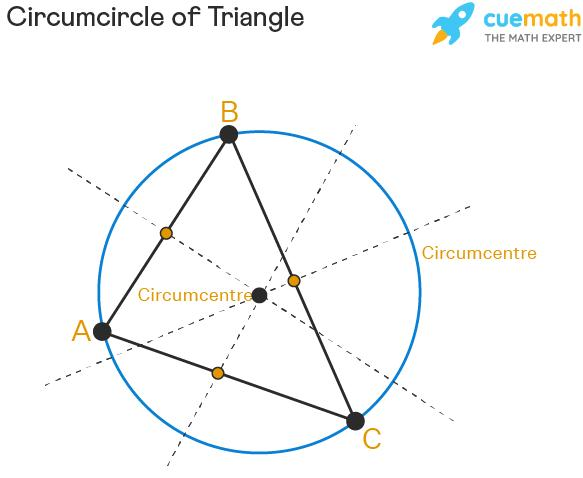 Circumcircle of Triangle
cuemath
THE MATH EXPERT
B
Circumcentre
Circumcentre
A
C